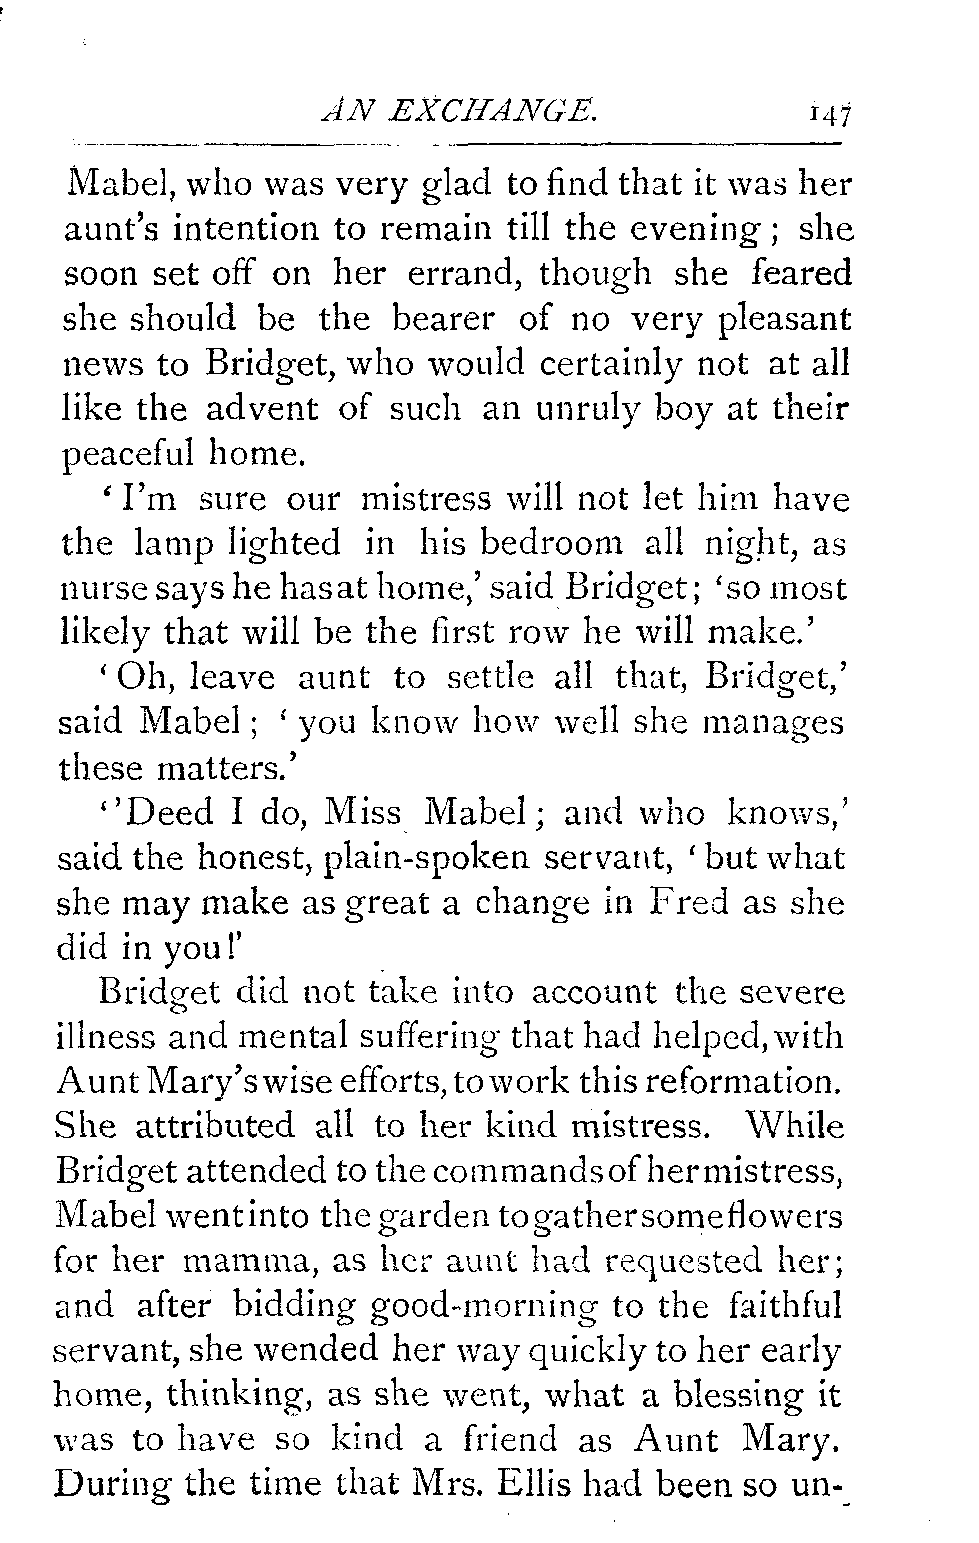 AN EXCHANGE. 147
Mabel, who was very glad to find that it was her
aunt's intention to remain till the evening; she
soon set off on her errand, though she feared
she should be the bearer of no very pleasant
news to Bridget, who would certainly not at all
like the advent of such an unruly boy at their
peaceful home.
'I'm sure our mistress will not let him have
the lamp lighted in his bedroom all night, as
nurse says he has at home,' said Bridget; 'so most
likely that will be the first row he will make.'
'Oh, leave aunt to settle all that, Bridget,'
said Mabel; 'you know how well she manages
these matters.'
''Deed I do, Miss Mabel; and who knows,'
said the honest, plain-spoken servant, 'but what
she may make as great a change in Fred as she
did in you!'
Bridget did not take into account the severe
illness and mental suffering that had helped, with
Aunt Mary's wise efforts, to work this reformation.
She attributed all to her kind mistress. While
Bridget attended to the commands of her mistress,
Mabel went into the garden to gather some flowers
for her mamma, as her aunt had requested her;
and after bidding good-morning to the faithful
servant, she wended her way quickly to her early
home, thinking, as she went, what a blessing it
was to have so kind a friend as Aunt Mary.
During the time that Mrs. Ellis had been so un-